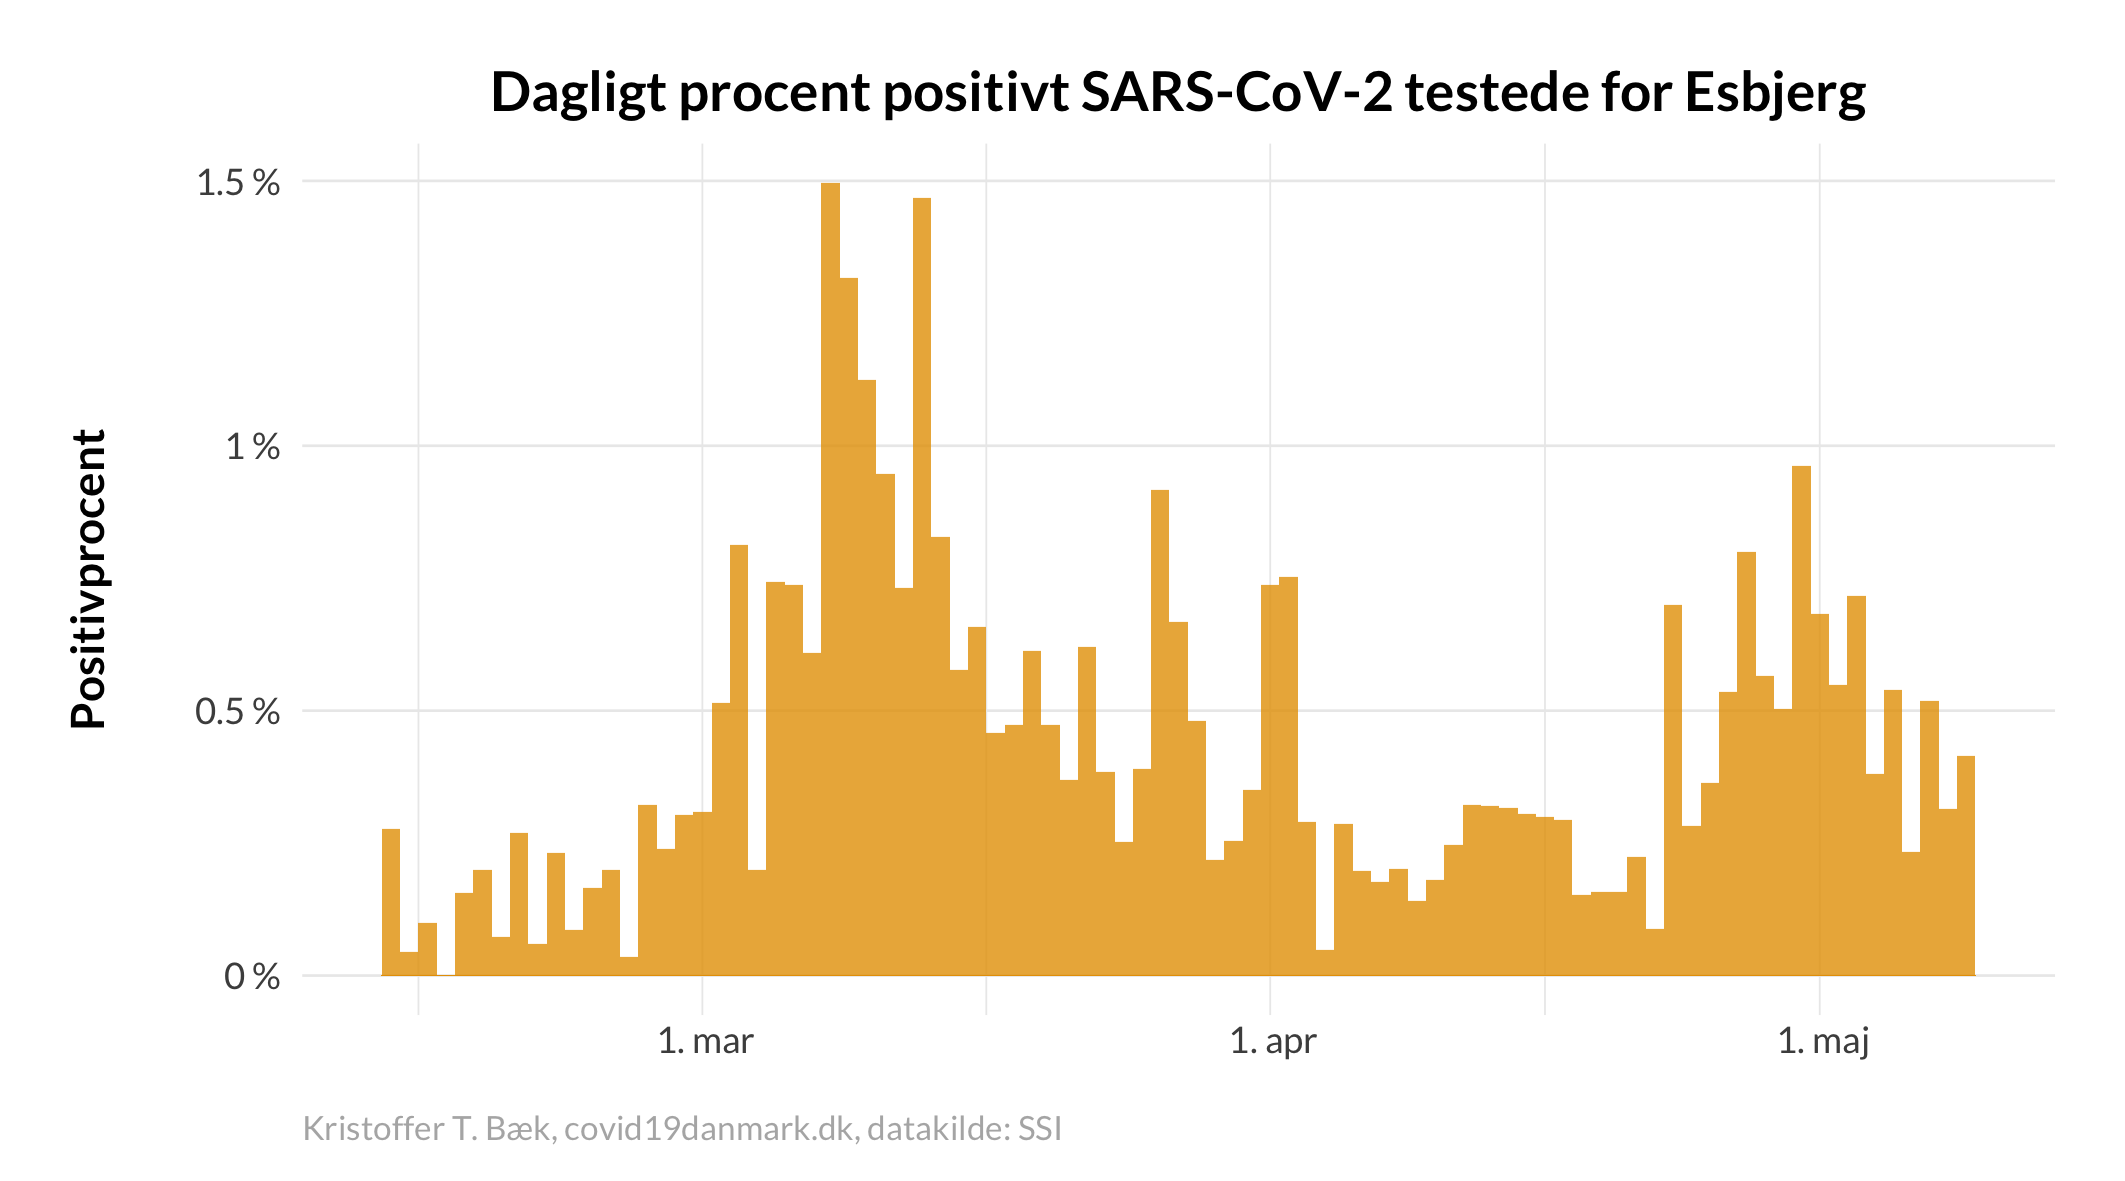 Dagligt procent positivt SARS-CoV-2 testede for Esbjerg
Positivprocent
1.5 %
1 %
0.5 %
0 %
1. mar
1. apr
1. maj
Kristoffer T. Bæk, covid19danmark.dk, datakilde: SSI